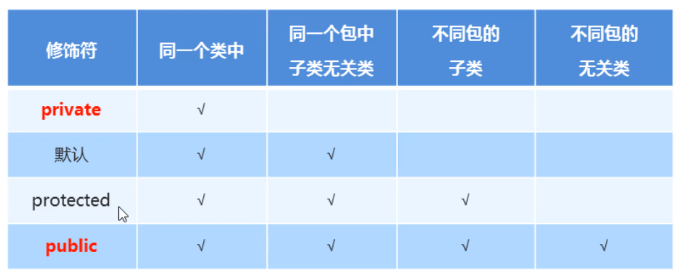 修饰符 同一个类中 同一个包中 不同包的 不同包的
子类无关类 子类 无关类
private √
默认 √ √
protected √ √ √
public √ √ √ √